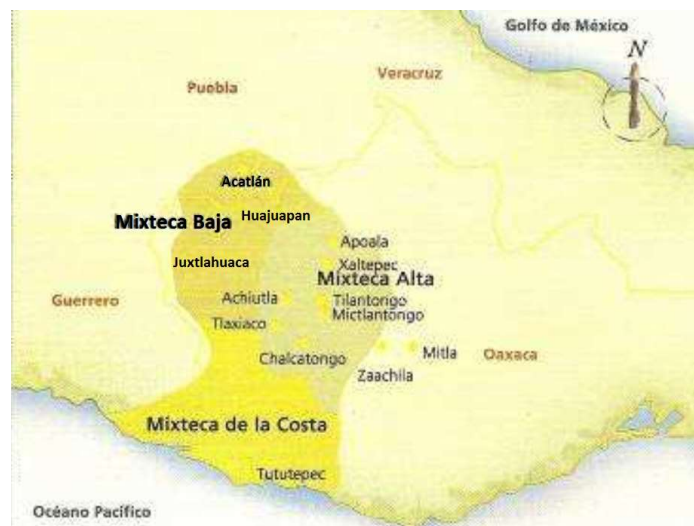 Golfo de México
N
Veracruz
Puebla
Acatlán
Mixteca Baja
Huajuapan
Apoala
Juxtlahuaca
Xaltepec
Mixteca Alta
Guerrero
Achiutla
Tilantongo
Mictlantongo
Tlaxiaco
Chalcatongo
Mitla
Oaxaca
Zaachila
Mixteca de la Costa
Tututepec
Océano Pacífico